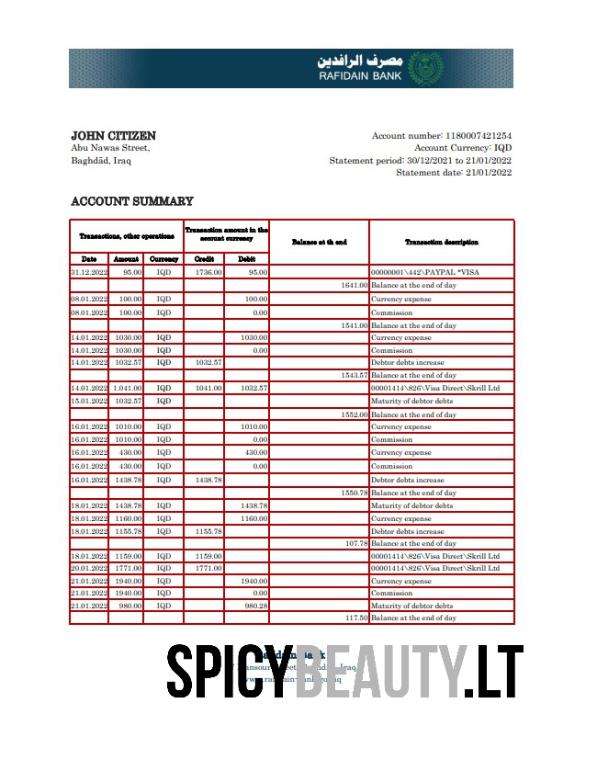 مصرف الرافدين
RAFIDAIN BANK
JOHN CITIZEN
Abu Nawas Street,
Baghdād, Iraq
Account number: 1180007421254
Account Currency: IQD
Statement period: 30/12/2021 to 21/01/2022
Statement date: 21/01/2022
ACCOUNT SUMMARY
Transactions, other operations Transaction amount in the account currency Balance at th end Transaction description
Date Amount Currency Credit Debit
31.12.2022 95.00 IQD 1736.00 95.00 00000001\442\PAYPAL *VISA
1641.00 Balance at the end of day
08.01.2022 100.00 IQD 100.00 Currency expense
08.01.2022 100.00 IQD 0.00 Commission
1541.00 Balance at the end of day
14.01.2022 1030.00 IQD 1030.00 Currency expense
14.01.2022 1030.00 IQD 0.00 Commission
14.01.2022 1032.57 IQD 1032.57 Debtor debts increase
1543.57 Balance at the end of day
14.01.2022 1.041.00 IQD 1041.00 1032.57 00001414\826\Visa Direct\Skrill Ltd
15.01.2022 1032.57 IQD Maturity of debtor debts
1552.00 Balance at the end of day
16.01.2022 1010.00 IQD 1010.00 Currency expense
16.01.2022 1010.00 IQD 0.00 Commission
16.01.2022 430.00 IQD 430.00 Currency expense
16.01.2022 430.00 IQD 0.00 Commission
16.01.2022 1438.78 IQD 1438.78 Debtor debts increase
1550.78 Balance at the end of day
18.01.2022 1438.78 IQD 1438.78 Maturity of debtor debts
18.01.2022 1160.00 IQD 1160.00 Currency expense
18.01.2022 1155.78 IQD 1155.78 Debtor debts increase
107.78 Balance at the end of day
18.01.2022 1159.00 IQD 1159.00 00001414\826\Visa Direct\Skrill Ltd
20.01.2022 1771.00 IQD 1771.00 00001414\826\Visa Direct\Skrill Ltd
21.01.2022 1940.00 IQD 1940.00 Currency expense
21.01.2022 1940.00 IQD 0.00 Commission
21.01.2022 980.00 IQD 980.28 Maturity of debtor debts
117.50 Balance at the end of day
SPICYBEAUTY.LT